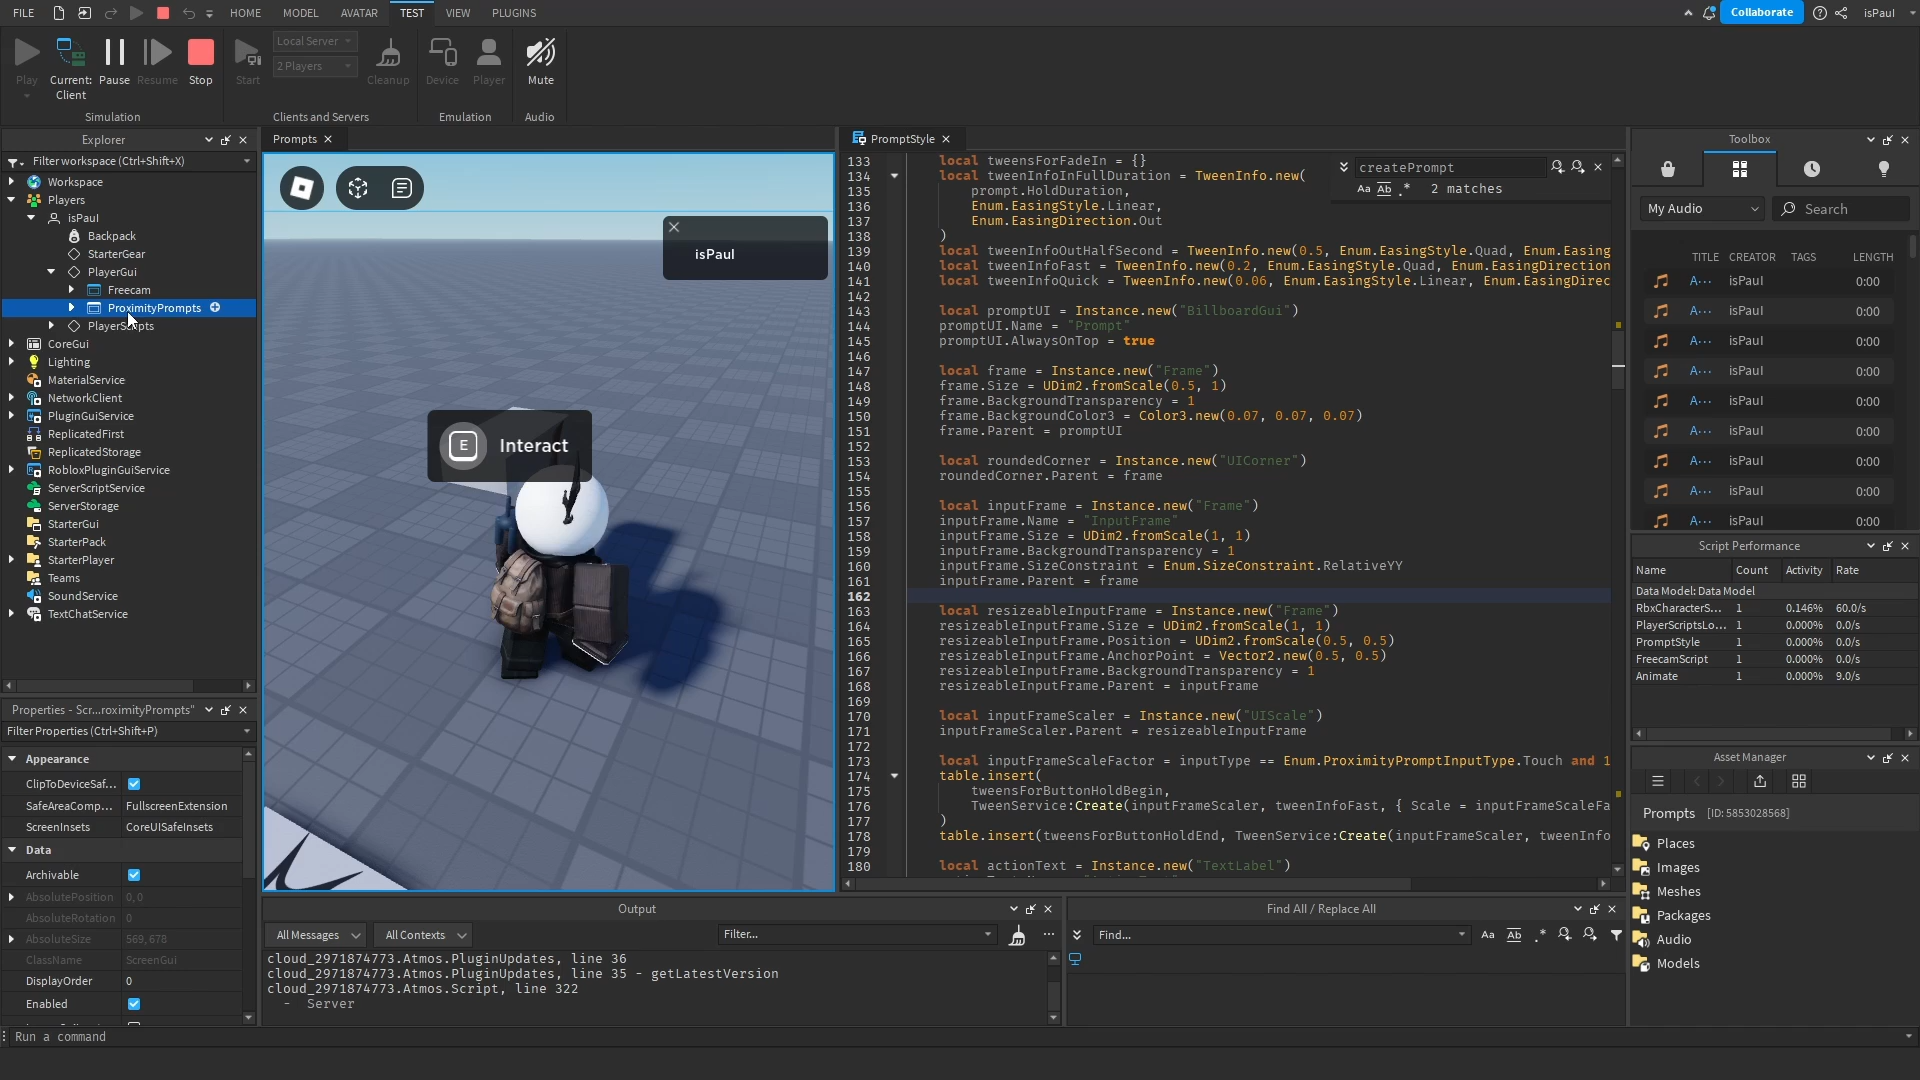 FILE
HOME
MODEL
AVATAR
TEST
VIEW
PLUGINS
Collaborate
isPaul
Play
Current:
Client
Pause
Resume
Stop
Start
Local Server
2 Players
Cleanup
Device
Player
Mute
Simulation
Clients and Servers
Emulation
Audio
Explorer
Filter workspace (Ctrl+Shift+X)
Workspace
Players
isPaul
Backpack
StarterGear
PlayerGui
Freecam
ProximityPrompts
PlayerScripts
CoreGui
Lighting
MaterialService
NetworkClient
PluginGuiService
ReplicatedFirst
ReplicatedStorage
RobloxPluginGuiService
ServerScriptService
ServerStorage
StarterGui
StarterPack
StarterPlayer
Teams
SoundService
TextChatService
Properties - Scr...roximityPrompts"
Filter Properties (Ctrl+Shift+P)
Appearance
ClipToDeviceSaf...
SafeAreaComp... FullscreenExtension
ScreenInsets CoreUISafeInsets
Data
Archivable
AbsolutePosition 0, 0
AbsoluteRotation 0
AbsoluteSize 569, 678
ClassName ScreenGui
DisplayOrder 0
Enabled
Prompts
isPaul
E Interact
PromptStyle
createPrompt
Aa Ab .* 2 matches
133 local tweensForFadeIn = {}
134 local tweenInfoInFullDuration = TweenInfo.new(
135 prompt.HoldDuration,
136 Enum.EasingStyle.Linear,
137 Enum.EasingDirection.Out
138 )
139 local tweenInfoOutHalfSecond = TweenInfo.new(0.5, Enum.EasingStyle.Quad, Enum.Easing
140 local tweenInfoFast = TweenInfo.new(0.2, Enum.EasingStyle.Quad, Enum.EasingDirection
141 local tweenInfoQuick = TweenInfo.new(0.06, Enum.EasingStyle.Linear, Enum.EasingDirec
142
143 local promptUI = Instance.new("BillboardGui")
144 promptUI.Name = "Prompt"
145 promptUI.AlwaysOnTop = true
146
147 local frame = Instance.new("Frame")
148 frame.Size = UDim2.fromScale(0.5, 1)
149 frame.BackgroundTransparency = 1
150 frame.BackgroundColor3 = Color3.new(0.07, 0.07, 0.07)
151 frame.Parent = promptUI
152
153 local roundedCorner = Instance.new("UICorner")
154 roundedCorner.Parent = frame
155
156 local inputFrame = Instance.new("Frame")
157 inputFrame.Name = "InputFrame"
158 inputFrame.Size = UDim2.fromScale(1, 1)
159 inputFrame.BackgroundTransparency = 1
160 inputFrame.SizeConstraint = Enum.SizeConstraint.RelativeYY
161 inputFrame.Parent = frame
162
163 local resizeableInputFrame = Instance.new("Frame")
164 resizeableInputFrame.Size = UDim2.fromScale(1, 1)
165 resizeableInputFrame.Position = UDim2.fromScale(0.5, 0.5)
166 resizeableInputFrame.AnchorPoint = Vector2.new(0.5, 0.5)
167 resizeableInputFrame.BackgroundTransparency = 1
168 resizeableInputFrame.Parent = inputFrame
169
170 local inputFrameScaler = Instance.new("UIScale")
171 inputFrameScaler.Parent = resizeableInputFrame
172
173 local inputFrameScaleFactor = inputType == Enum.ProximityPromptInputType.Touch and 1
174 table.insert(
175 tweensForButtonHoldBegin,
176 TweenService:Create(inputFrameScaler, tweenInfoFast, { Scale = inputFrameScaleFa
177 )
178 table.insert(tweensForButtonHoldEnd, TweenService:Create(inputFrameScaler, tweenInfo
179
180 local actionText = Instance.new("TextLabel")
Output
All Messages
All Contexts
Filter...
cloud_2971874773.Atmos.PluginUpdates, line 36
cloud_2971874773.Atmos.PluginUpdates, line 35 - getLatestVersion
cloud_2971874773.Atmos.Script, line 322
- Server
Find All / Replace All
Find...
Aa Ab .*
Run a command
Toolbox
My Audio
Search
TITLE CREATOR TAGS LENGTH
A... isPaul 0:00
A... isPaul 0:00
A... isPaul 0:00
A... isPaul 0:00
A... isPaul 0:00
A... isPaul 0:00
A... isPaul 0:00
A... isPaul 0:00
A... isPaul 0:00
Script Performance
Name Count Activity Rate
Data Model: Data Model
RbxCharacterS... 1 0.146% 60.0/s
PlayerScriptsLo... 1 0.000% 0.0/s
PromptStyle 1 0.000% 0.0/s
FreecamScript 1 0.000% 0.0/s
Animate 1 0.000% 9.0/s
Asset Manager
Prompts [ID: 5853028568]
Places
Images
Meshes
Packages
Audio
Models